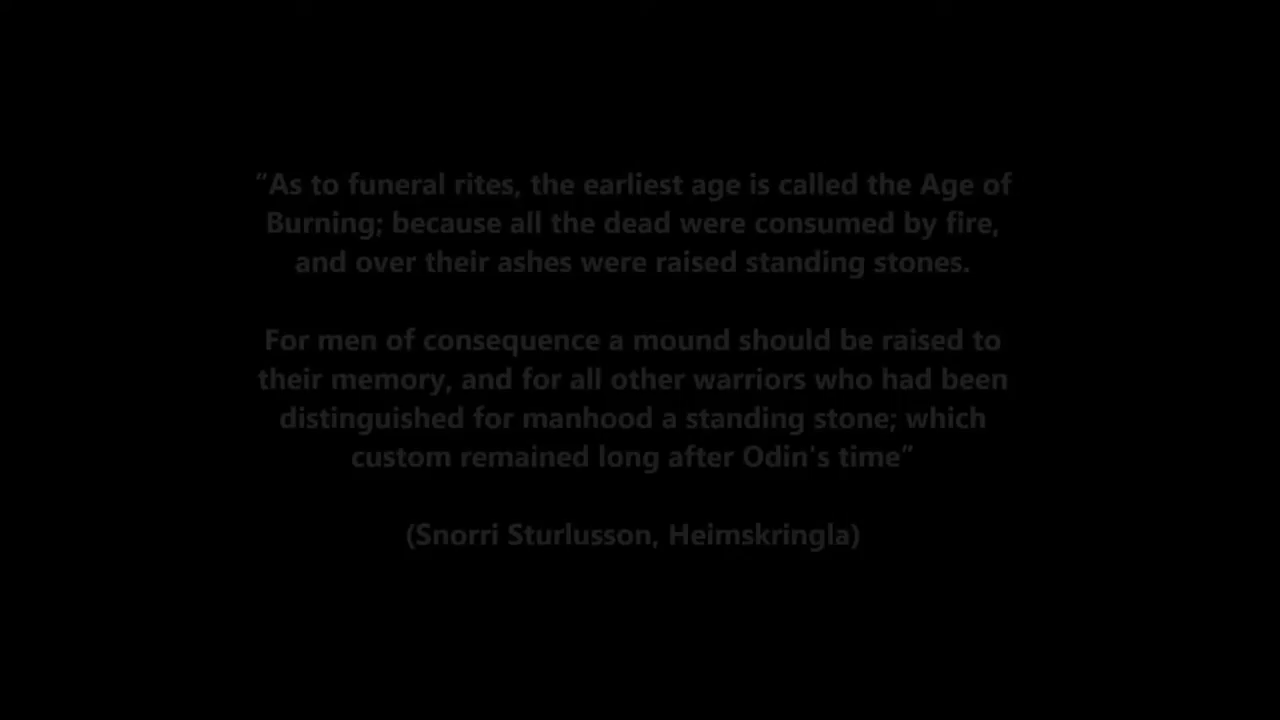 "As to funeral rites, the earliest age is called the Age of
Burning; because all the dead were consumed by fire,
and over their ashes were raised standing stones.
For men of consequence a mound should be raised to
their memory, and for all other warriors who had been
distinguished for manhood a standing stone; which
custom remained long after Odin's time"
(Snorri Sturlusson, Heimskringla)